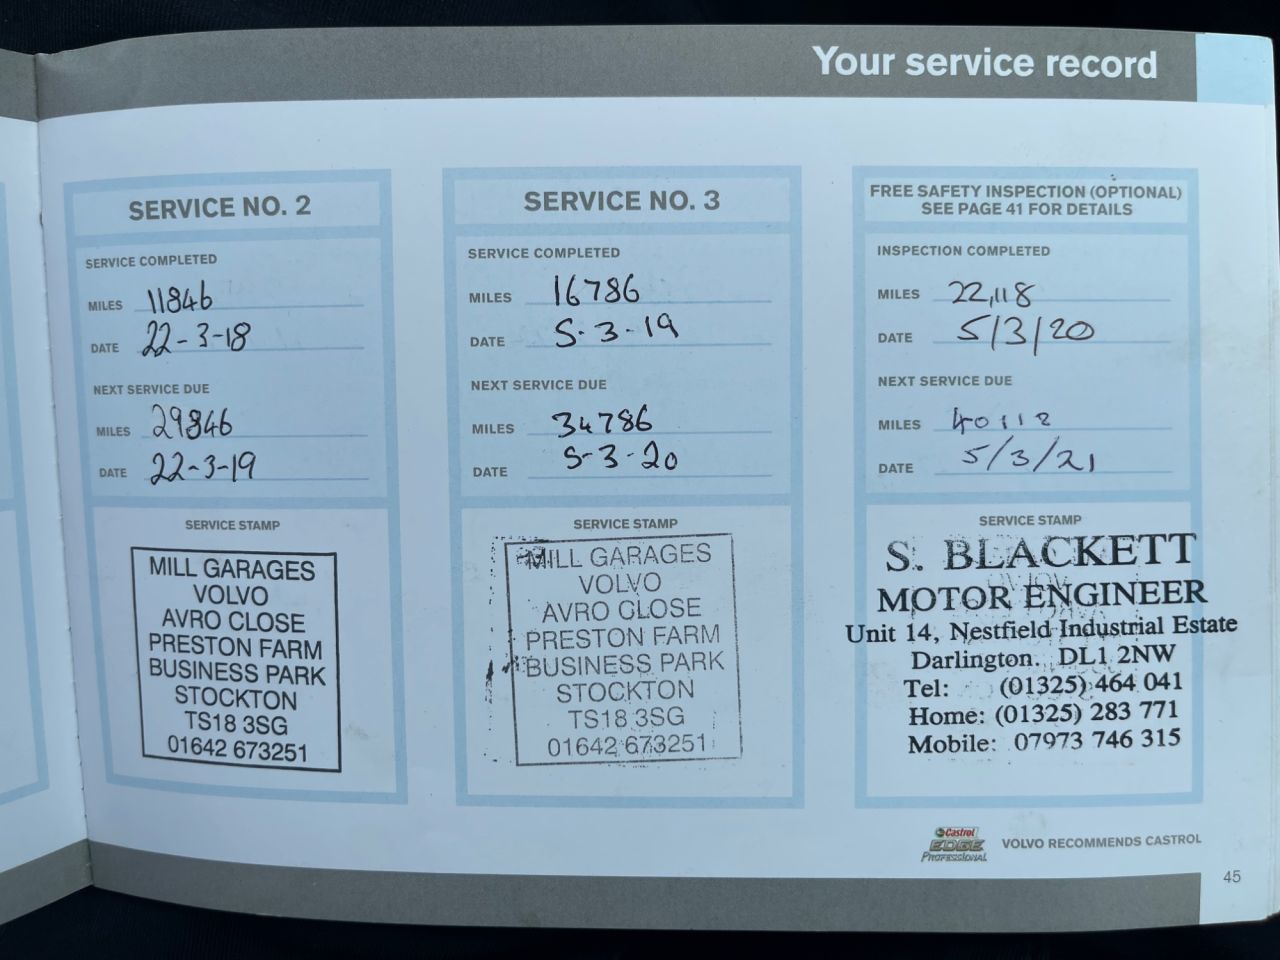 Your service record
SERVICE NO. 2
SERVICE COMPLETED
MILES 11846
DATE 22-3-18
NEXT SERVICE DUE
MILES 29846
DATE 22-3-19
SERVICE STAMP
MILL GARAGES
VOLVO
AVRO CLOSE
PRESTON FARM
BUSINESS PARK
STOCKTON
TS18 3SG
01642 673251
SERVICE NO. 3
SERVICE COMPLETED
MILES 16786
DATE 5-3-19
NEXT SERVICE DUE
MILES 34786
DATE 5-3-20
SERVICE STAMP
MILL GARAGES
VOLVO
AVRO CLOSE
PRESTON FARM
BUSINESS PARK
STOCKTON
TS18 3SG
01642 673251
FREE SAFETY INSPECTION (OPTIONAL)
SEE PAGE 41 FOR DETAILS
INSPECTION COMPLETED
MILES 22,118
DATE 5/3/20
NEXT SERVICE DUE
MILES 40118
DATE 5/3/21
SERVICE STAMP
S. BLACKETT
MOTOR ENGINEER
Unit 14, Nestfield Industrial Estate
Darlington. DL1 2NW
Tel: (01325) 464 041
Home: (01325) 283 771
Mobile: 07973 746 315
Castrol
EDGE
PROFESSIONAL
VOLVO RECOMMENDS CASTROL
45